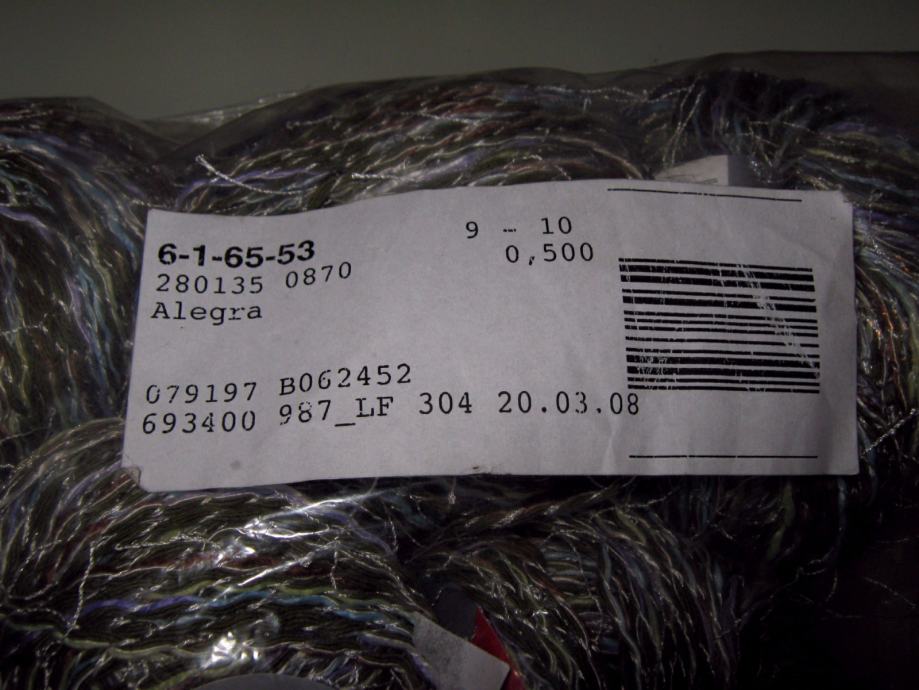 6-1-65-53
9 - 10
280135 0870
0,500
Alegra
079197 B062452
693400 987_LF 304 20.03.08